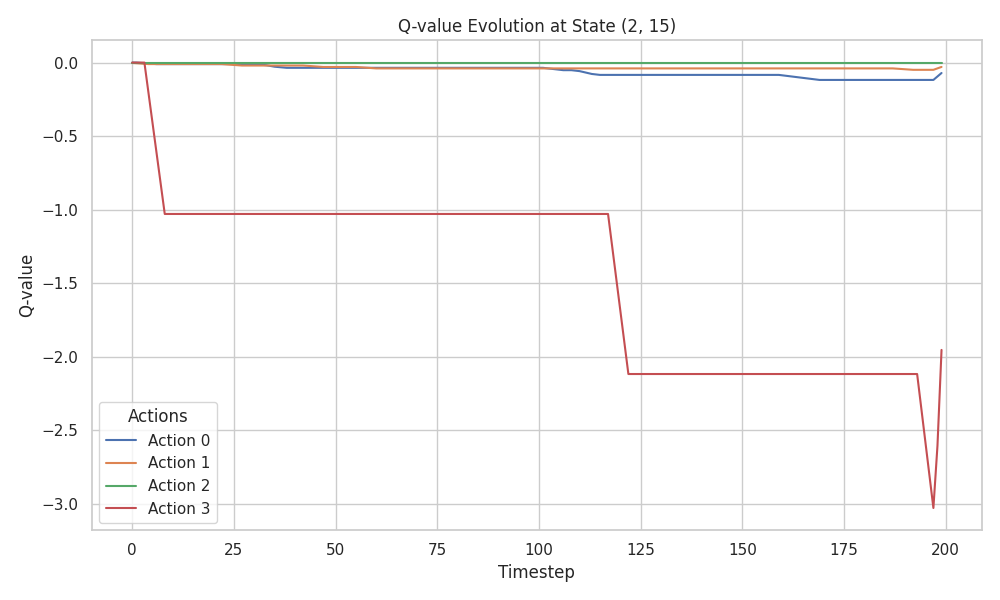 Q-value Evolution at State (2, 15)
Q-value
0.0
−0.5
−1.0
−1.5
−2.0
−2.5
−3.0
Actions
Action 0
Action 1
Action 2
Action 3
0 25 50 75 100 125 150 175 200
Timestep